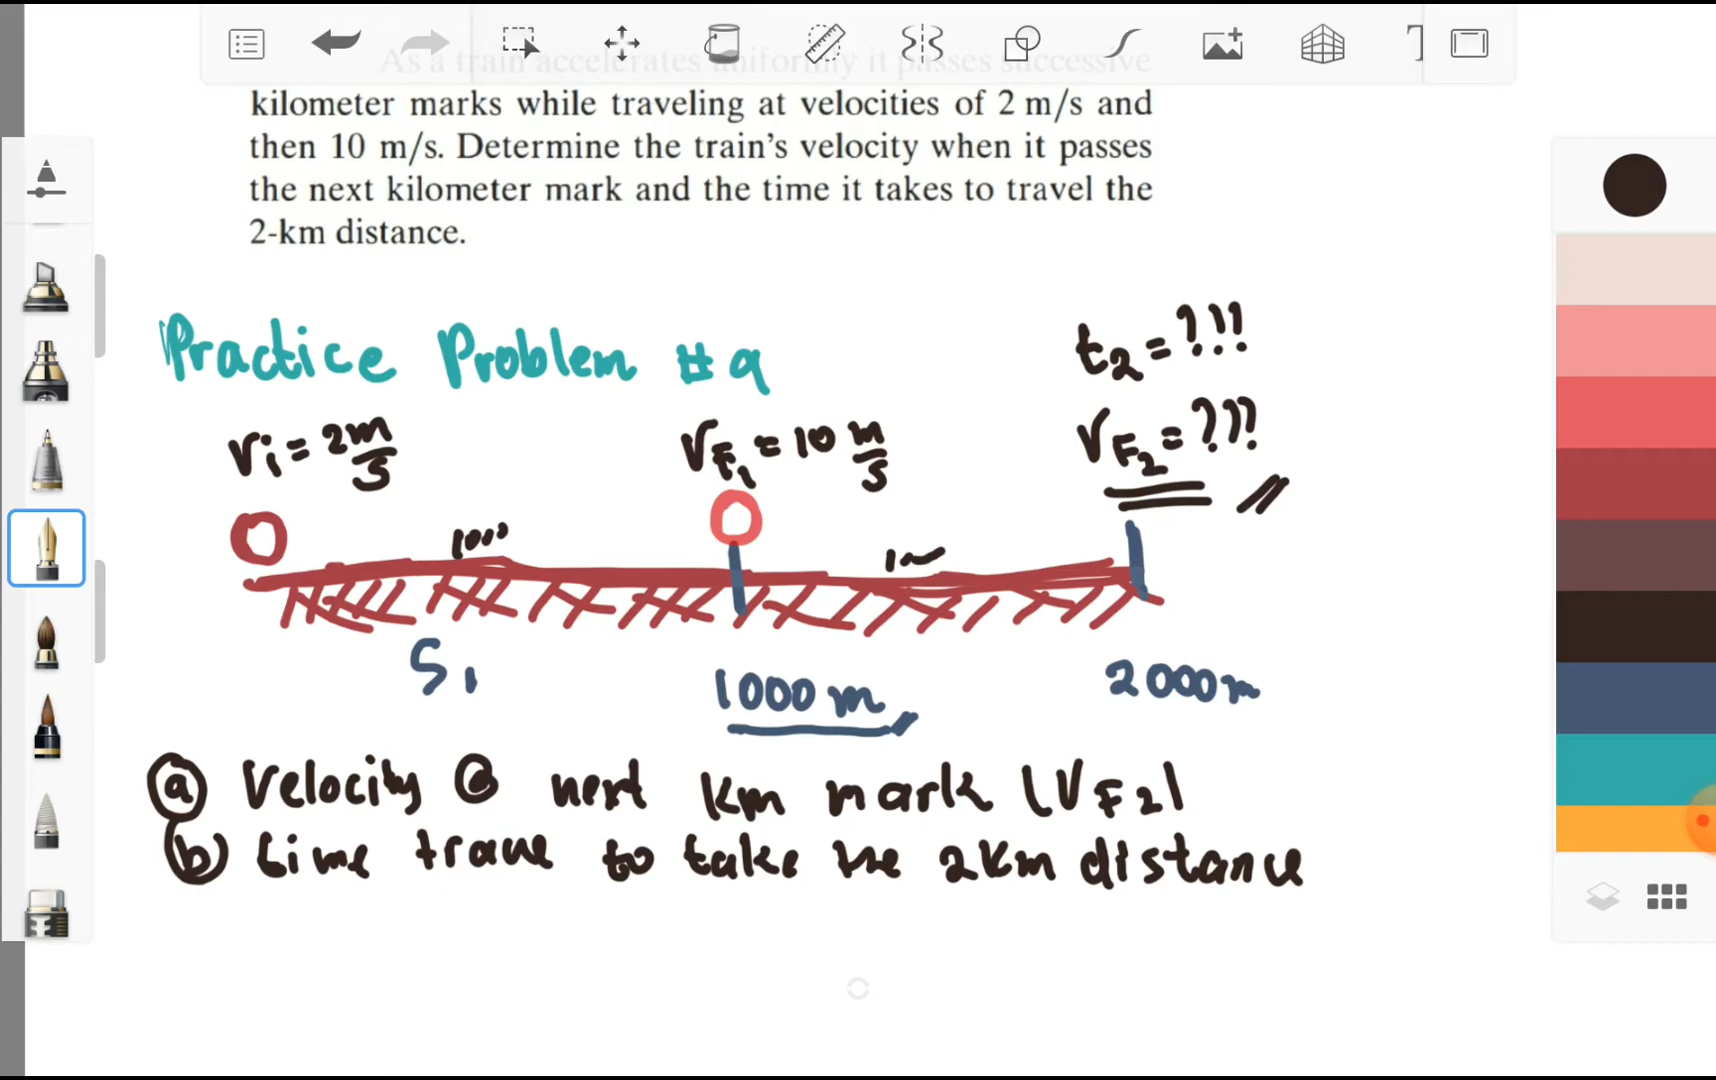 As a train accelerates uniformly it passes successive
kilometer marks while traveling at velocities of 2 m/s and
then 10 m/s. Determine the train's velocity when it passes
the next kilometer mark and the time it takes to travel the
2-km distance.
Practice Problem #9
t2 = ?!!
Vi = 2 m/s
VF1 = 10 m/s
VF2 = ???
1000
S1
1000 m
2000 m
a Velocity @ next Km mark (VF2)
b time trave to take the 2Km distance